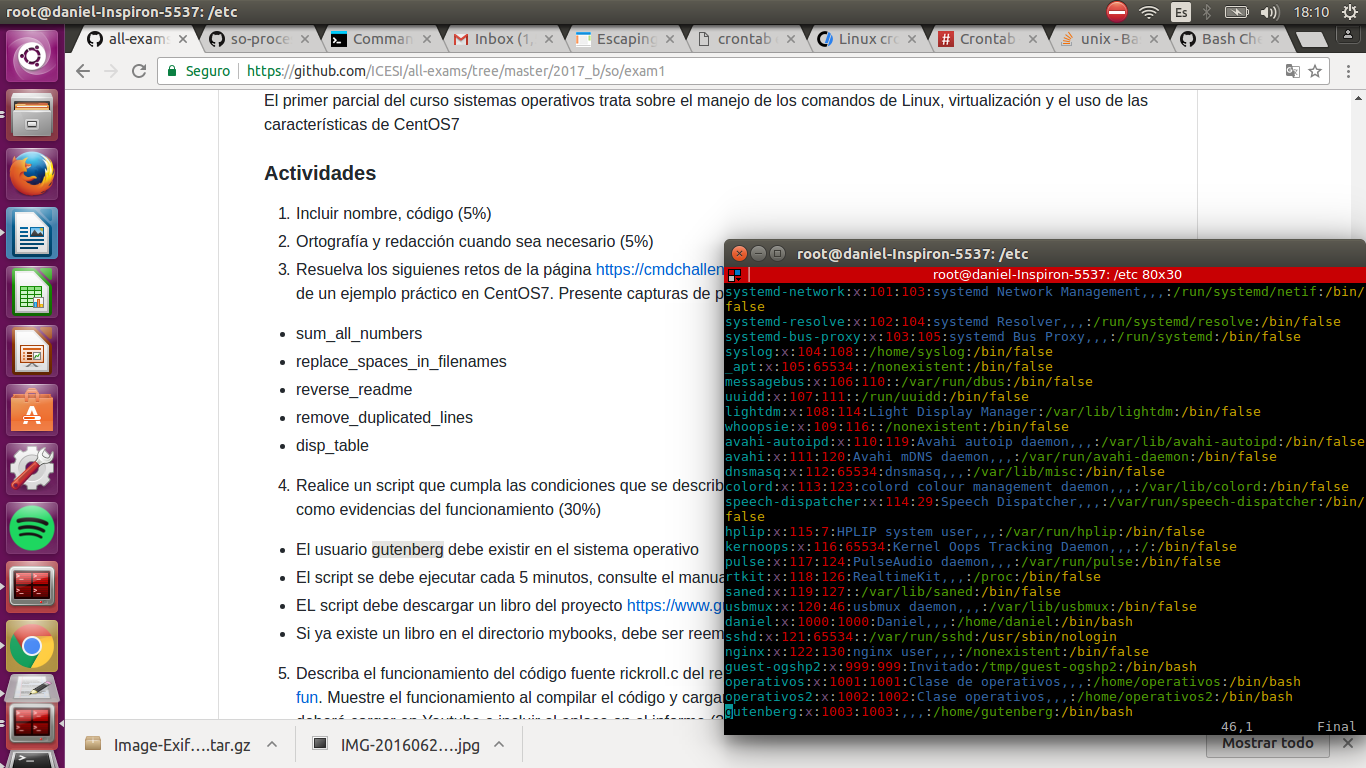 root@daniel-Inspiron-5537: /etc
Es
18:10
all-exams
so-proce
Comman
Inbox (1,
Escaping
crontab
Linux cro
Crontab
unix - Ba
Bash Che
Seguro
https://github.com/ICESI/all-exams/tree/master/2017_b/so/exam1
El primer parcial del curso sistemas operativos trata sobre el manejo de los comandos de Linux, virtualización y el uso de las
características de CentOS7
Actividades
1. Incluir nombre, código (5%)
2. Ortografía y redacción cuando sea necesario (5%)
3. Resuelva los siguienes retos de la página https://cmdchallen
de un ejemplo práctico en CentOS7. Presente capturas de p
• sum_all_numbers
• replace_spaces_in_filenames
• reverse_readme
• remove_duplicated_lines
• disp_table
4. Realice un script que cumpla las condiciones que se describ
como evidencias del funcionamiento (30%)
• El usuario gutenberg debe existir en el sistema operativo
• El script se debe ejecutar cada 5 minutos, consulte el manua
• EL script debe descargar un libro del proyecto https://www.g
• Si ya existe un libro en el directorio mybooks, debe ser reem
5. Describa el funcionamiento del código fuente rickroll.c del re
fun. Muestre el funcionamiento al compilar el código y carga
deberá cargar en Youtube e incluir el enlace en el informe
root@daniel-Inspiron-5537: /etc
root@daniel-Inspiron-5537: /etc 80x30
systemd-network:x:101:103:systemd Network Management,,,:/run/systemd/netif:/bin/
false
systemd-resolve:x:102:104:systemd Resolver,,,:/run/systemd/resolve:/bin/false
systemd-bus-proxy:x:103:105:systemd Bus Proxy,,,:/run/systemd:/bin/false
syslog:x:104:108::/home/syslog:/bin/false
_apt:x:105:65534::/nonexistent:/bin/false
messagebus:x:106:110::/var/run/dbus:/bin/false
uuidd:x:107:111::/run/uuidd:/bin/false
lightdm:x:108:114:Light Display Manager:/var/lib/lightdm:/bin/false
whoopsie:x:109:116::/nonexistent:/bin/false
avahi-autoipd:x:110:119:Avahi autoip daemon,,,:/var/lib/avahi-autoipd:/bin/false
avahi:x:111:120:Avahi mDNS daemon,,,:/var/run/avahi-daemon:/bin/false
dnsmasq:x:112:65534:dnsmasq,,,:/var/lib/misc:/bin/false
colord:x:113:123:colord colour management daemon,,,:/var/lib/colord:/bin/false
speech-dispatcher:x:114:29:Speech Dispatcher,,,:/var/run/speech-dispatcher:/bin/
false
hplip:x:115:7:HPLIP system user,,,:/var/run/hplip:/bin/false
kernoops:x:116:65534:Kernel Oops Tracking Daemon,,,:/:/bin/false
pulse:x:117:124:PulseAudio daemon,,,:/var/run/pulse:/bin/false
rtkit:x:118:126:RealtimeKit,,,:/proc:/bin/false
saned:x:119:127::/var/lib/saned:/bin/false
usbmux:x:120:46:usbmux daemon,,,:/var/lib/usbmux:/bin/false
daniel:x:1000:1000:Daniel,,,:/home/daniel:/bin/bash
sshd:x:121:65534::/var/run/sshd:/usr/sbin/nologin
nginx:x:122:130:nginx user,,,:/nonexistent:/bin/false
guest-ogshp2:x:999:999:Invitado:/tmp/guest-ogshp2:/bin/bash
operativos:x:1001:1001:Clase de operativos,,,:/home/operativos:/bin/bash
operativos2:x:1002:1002:Clase operativos,,,:/home/operativos2:/bin/bash
gutenberg:x:1003:1003:,,,:/home/gutenberg:/bin/bash
46,1 Final
Image-Exif....tar.gz
IMG-2016062....jpg
Mostrar todo